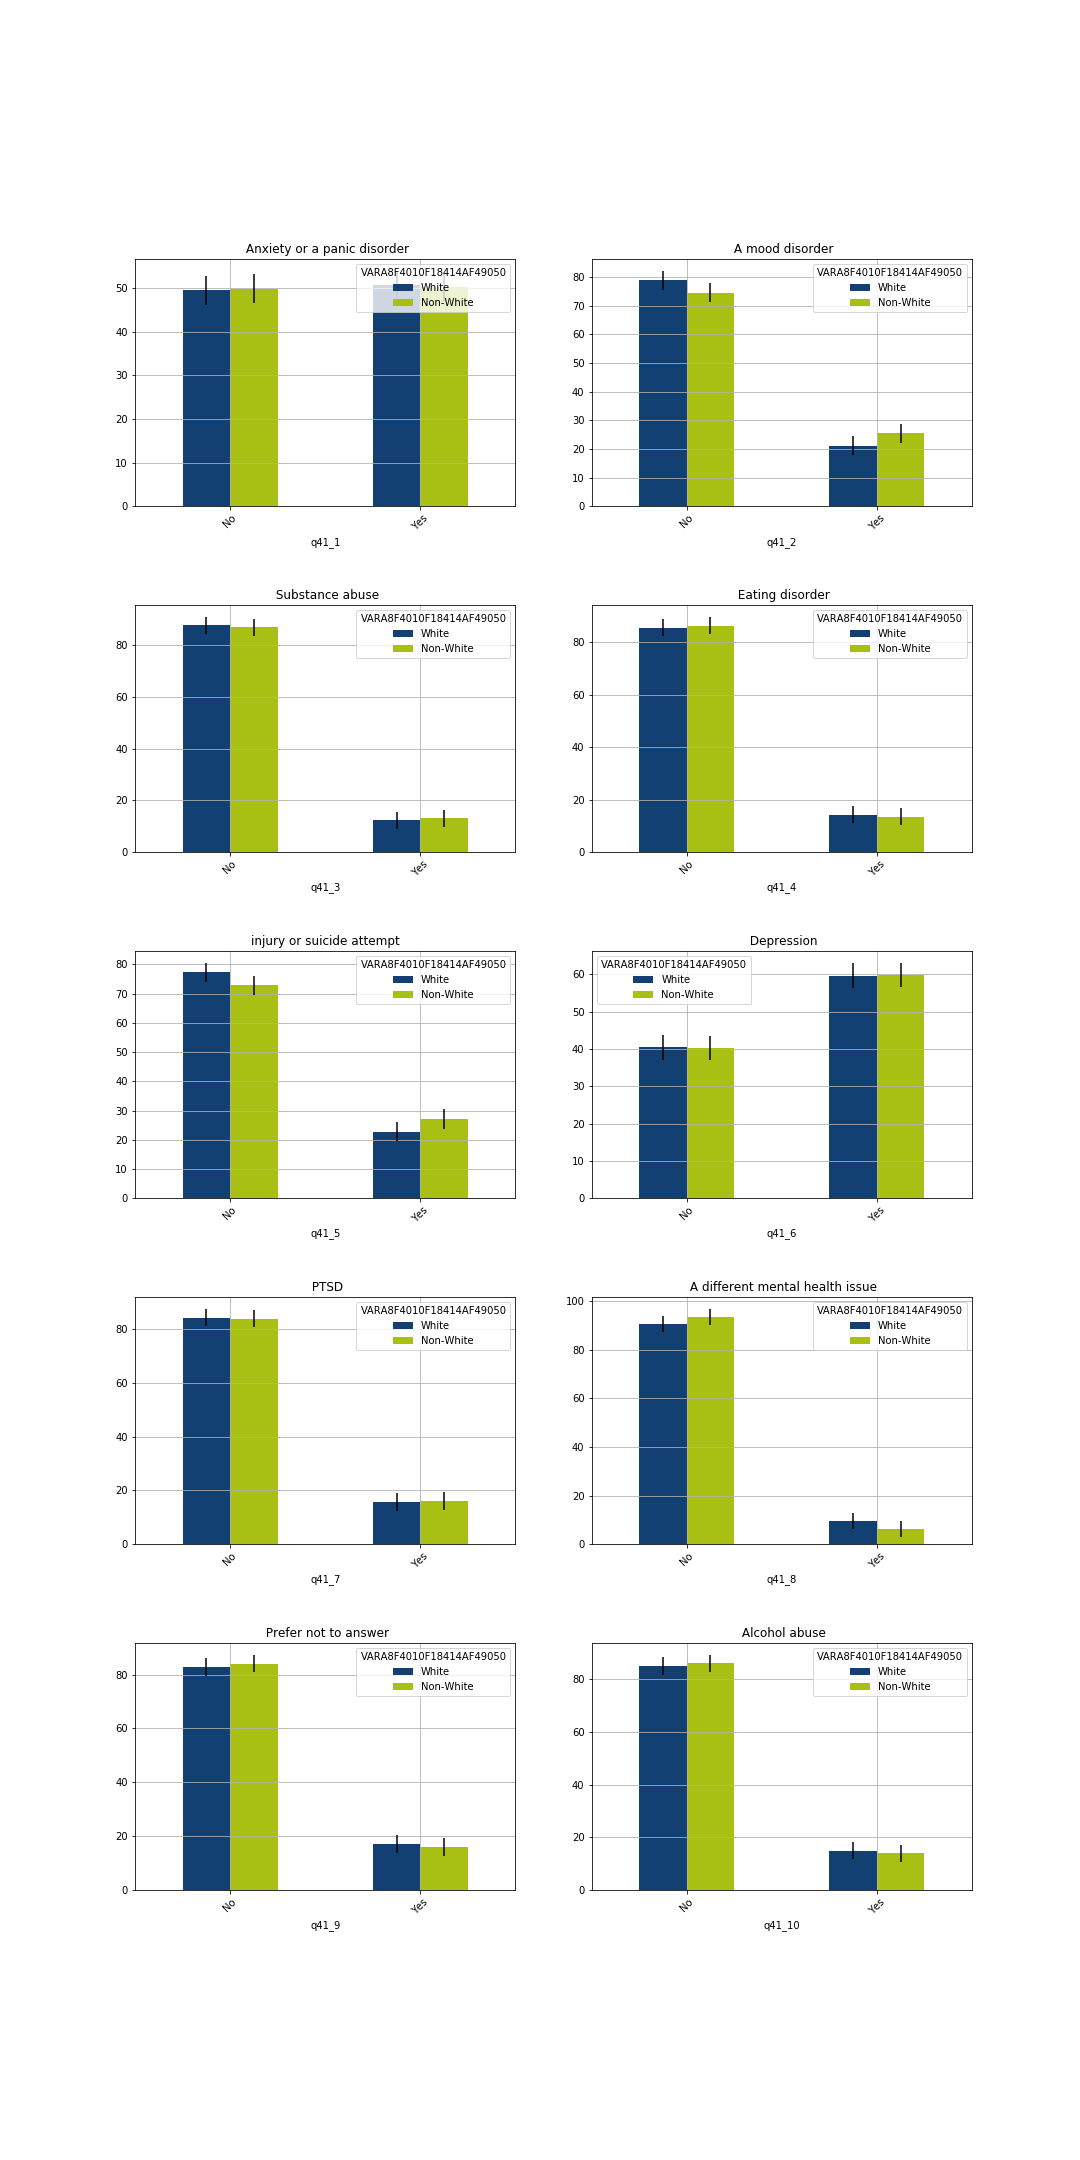 Anxiety or a panic disorder
VARA8F4010F18414AF49050
White
Non-White
50
40
30
20
10
0
No
Yes
q41_1
A mood disorder
VARA8F4010F18414AF49050
White
Non-White
80
70
60
50
40
30
20
10
0
No
Yes
q41_2
Substance abuse
VARA8F4010F18414AF49050
White
Non-White
80
60
40
20
0
No
Yes
q41_3
Eating disorder
VARA8F4010F18414AF49050
White
Non-White
80
60
40
20
0
No
Yes
q41_4
injury or suicide attempt
VARA8F4010F18414AF49050
White
Non-White
80
70
60
50
40
30
20
10
0
No
Yes
q41_5
Depression
VARA8F4010F18414AF49050
White
Non-White
60
50
40
30
20
10
0
No
Yes
q41_6
PTSD
VARA8F4010F18414AF49050
White
Non-White
80
60
40
20
0
No
Yes
q41_7
A different mental health issue
VARA8F4010F18414AF49050
White
Non-White
100
80
60
40
20
0
No
Yes
q41_8
Prefer not to answer
VARA8F4010F18414AF49050
White
Non-White
80
60
40
20
0
No
Yes
q41_9
Alcohol abuse
VARA8F4010F18414AF49050
White
Non-White
80
60
40
20
0
No
Yes
q41_10